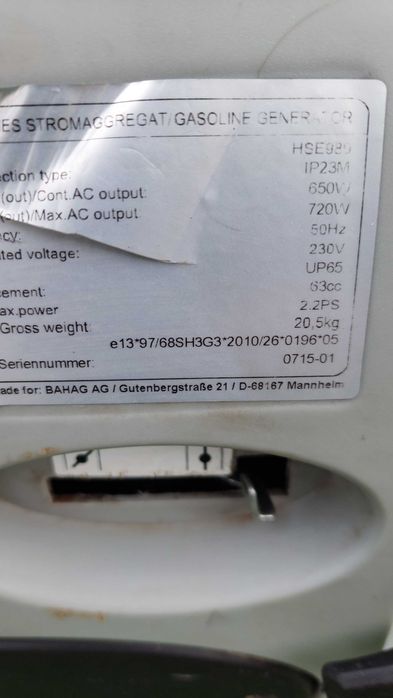 ES STROMAGGREGAT/GASOLINE GENERATOR
HSE989
ction type: IP23M
(out)/Cont.AC output: 650W
(out)/Max.AC output: 720W
cy: 50Hz
ted voltage: 230V
UP65
cement: 63cc
ax.power 2.2PS
Gross weight: 20,5kg
e13*97/68SH3G3*2010/26*0196*05
Seriennummer: 0715-01
ade for: BAHAG AG / Gutenbergstraße 21 / D-68167 Mannheim